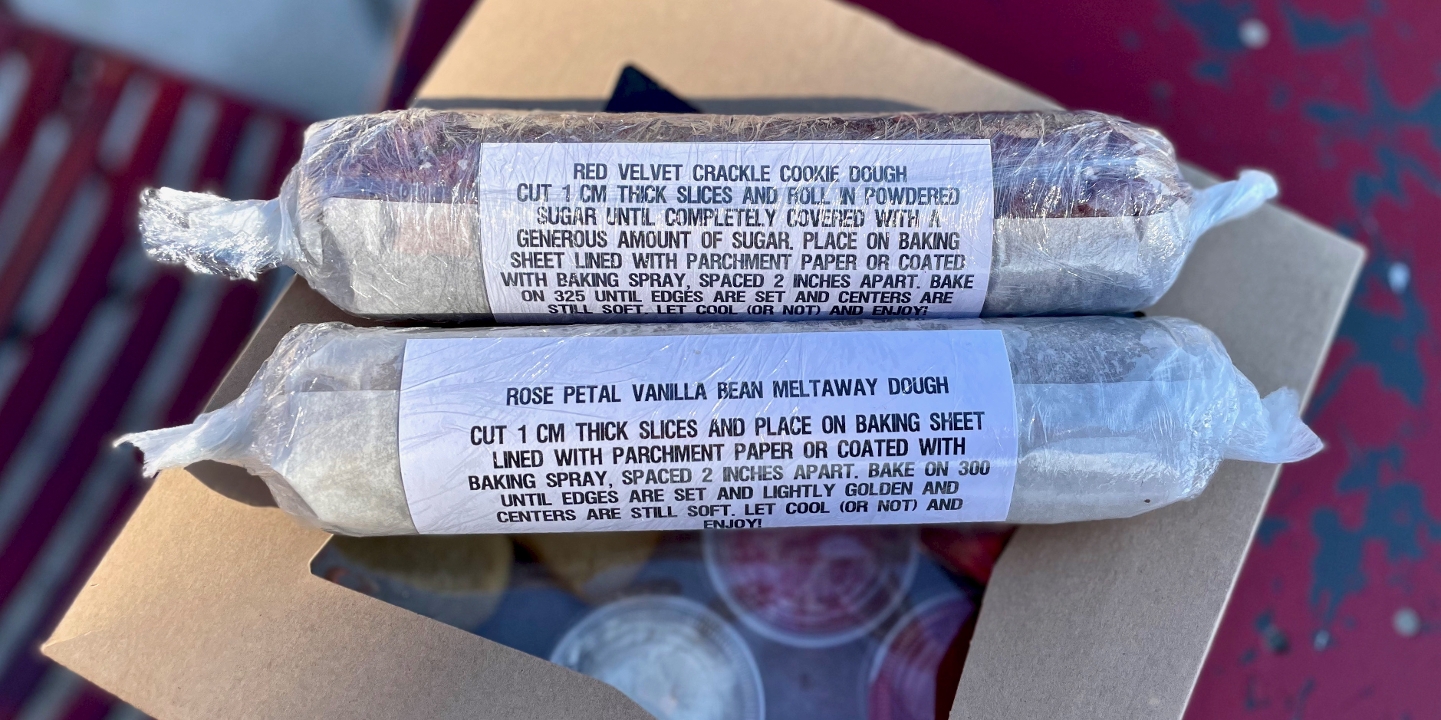 RED VELVET CRACKLE COOKIE DOUGH
CUT 1 CM THICK SLICES AND ROLL IN POWDERED
SUGAR UNTIL COMPLETELY COVERED WITH A
GENEROUS AMOUNT OF SUGAR. PLACE ON BAKING
SHEET LINED WITH PARCHMENT PAPER OR COATED
WITH BAKING SPRAY, SPACED 2 INCHES APART. BAKE
ON 325 UNTIL EDGES ARE SET AND CENTERS ARE
STILL SOFT. LET COOL (OR NOT) AND ENJOY!
ROSE PETAL VANILLA BEAN MELTAWAY DOUGH
CUT 1 CM THICK SLICES AND PLACE ON BAKING SHEET
LINED WITH PARCHMENT PAPER OR COATED WITH
BAKING SPRAY, SPACED 2 INCHES APART. BAKE ON 300
UNTIL EDGES ARE SET AND LIGHTLY GOLDEN AND
CENTERS ARE STILL SOFT. LET COOL (OR NOT) AND
ENJOY!